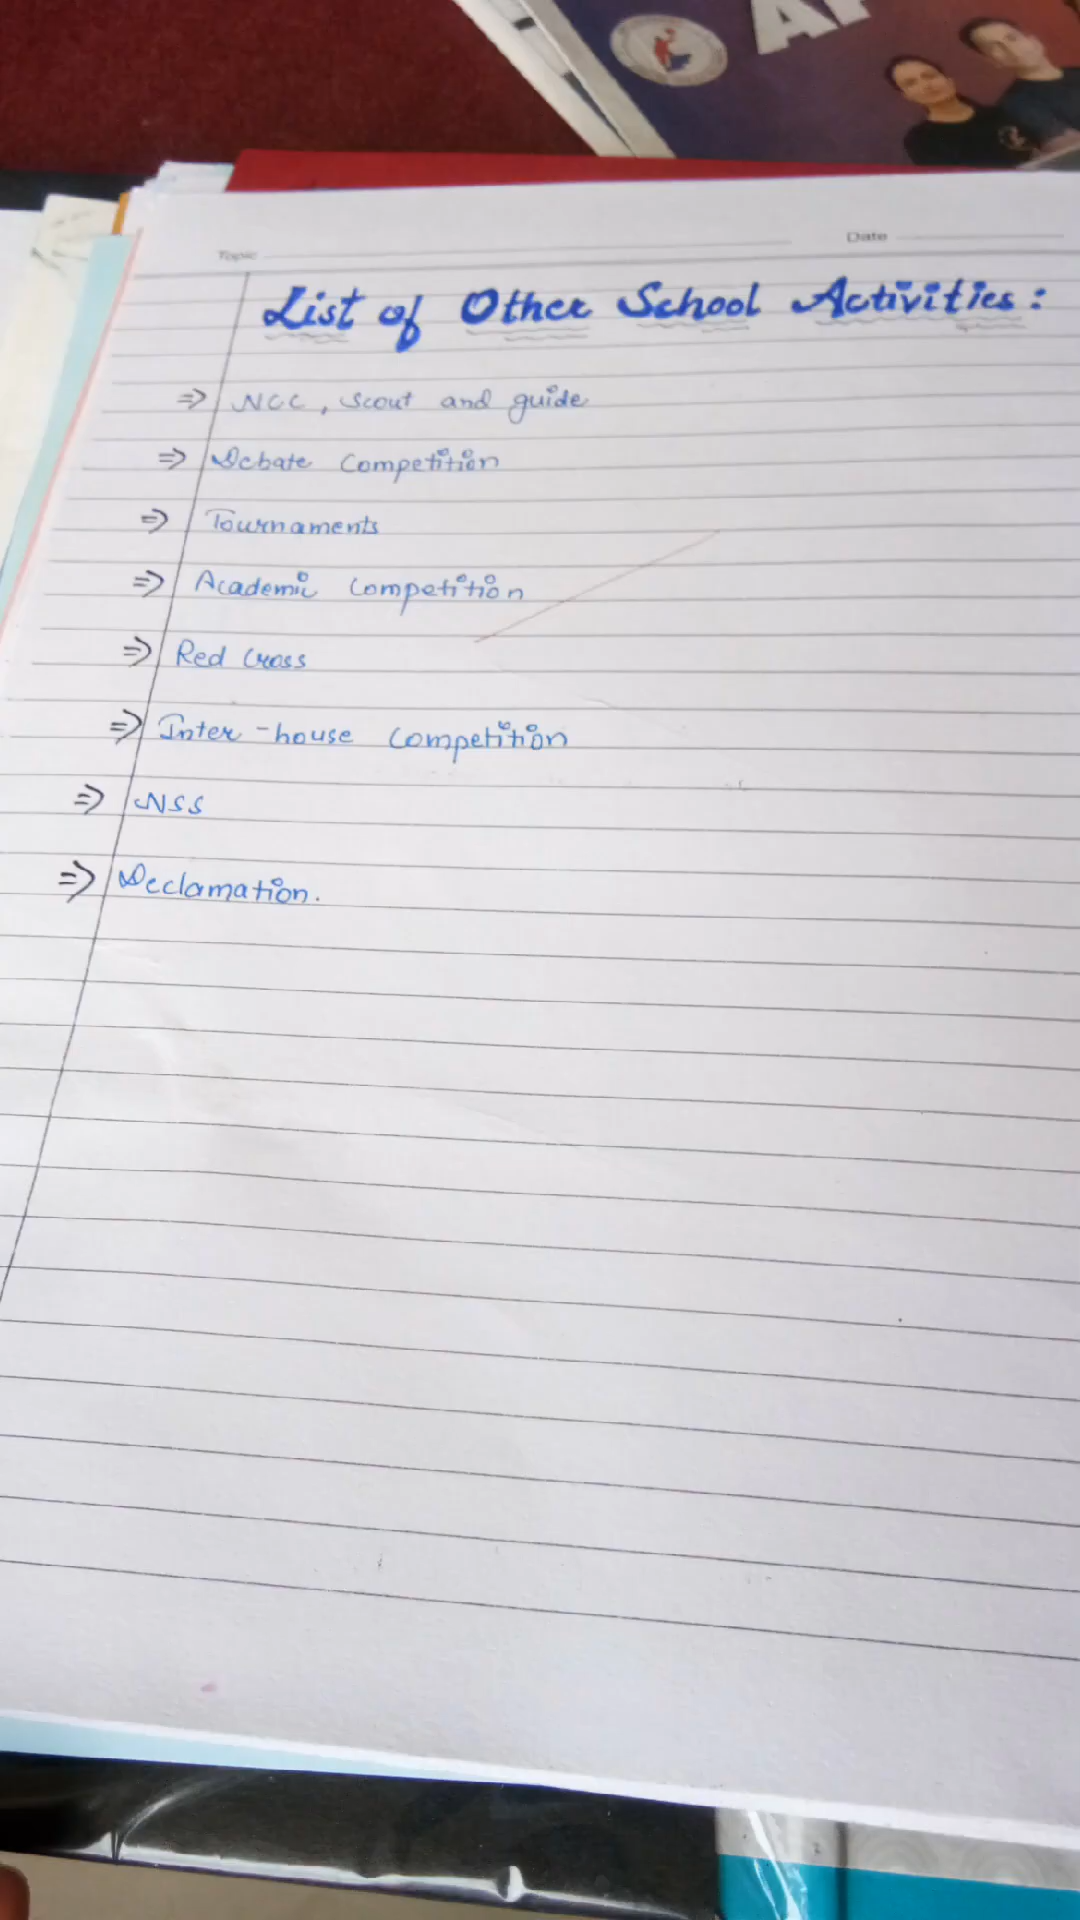 Topic Date
List of Other School Activities :
⇒ NCC, Scout and guide
⇒ Debate Competition
⇒ Tournaments
⇒ Academic Competition
⇒ Red Cross
⇒ Inter-house Competition
⇒ NSS
⇒ Declamation.